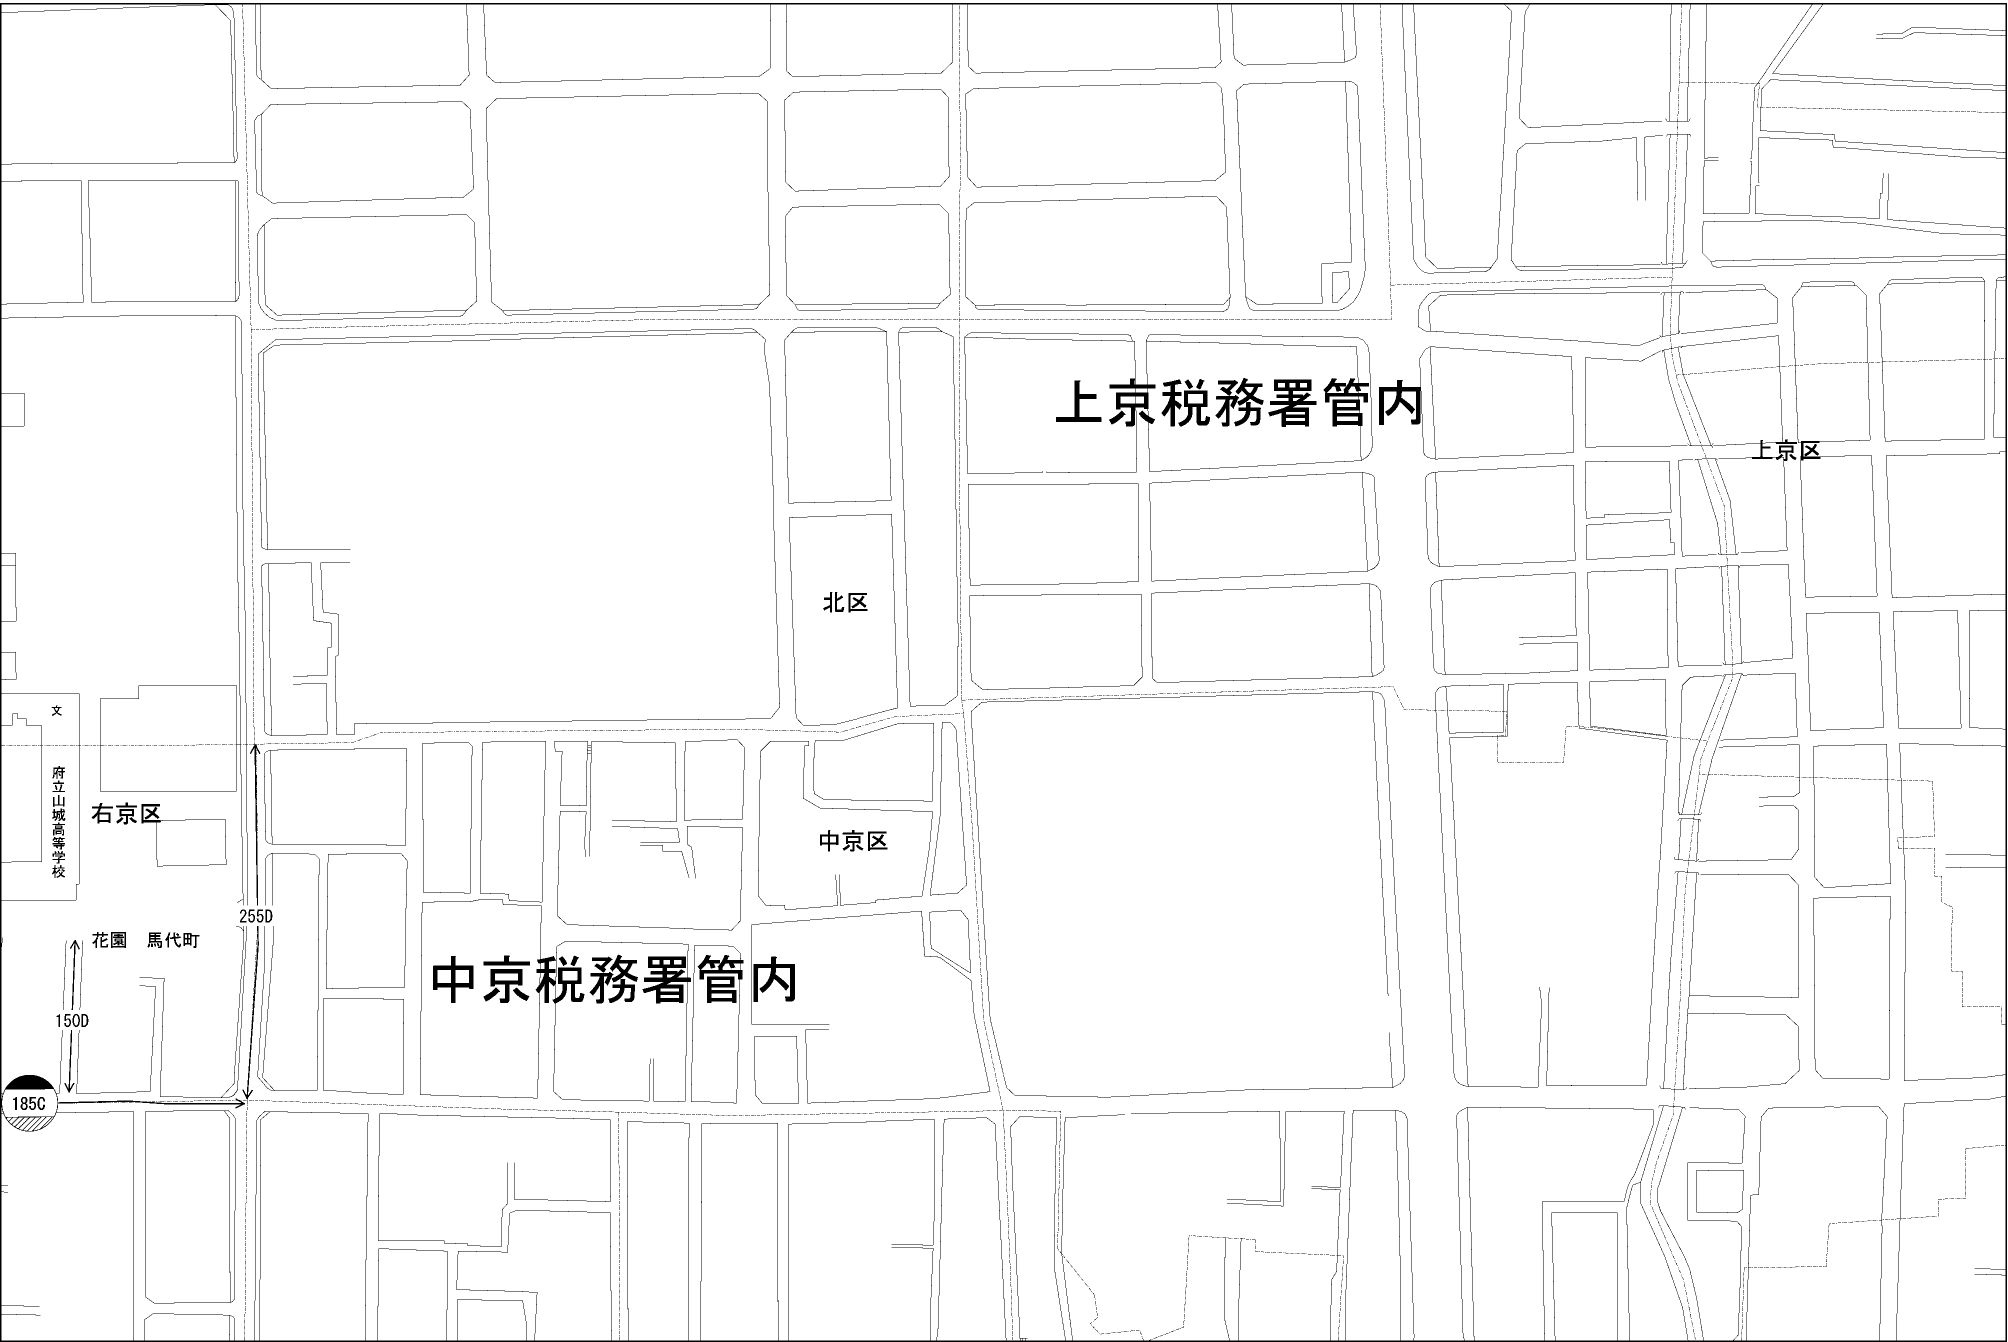 上京税務署管内
上京区
北区
文
府立山城高等学校
右京区
中京区
255D
花園　馬代町
中京税務署管内
150D
185C